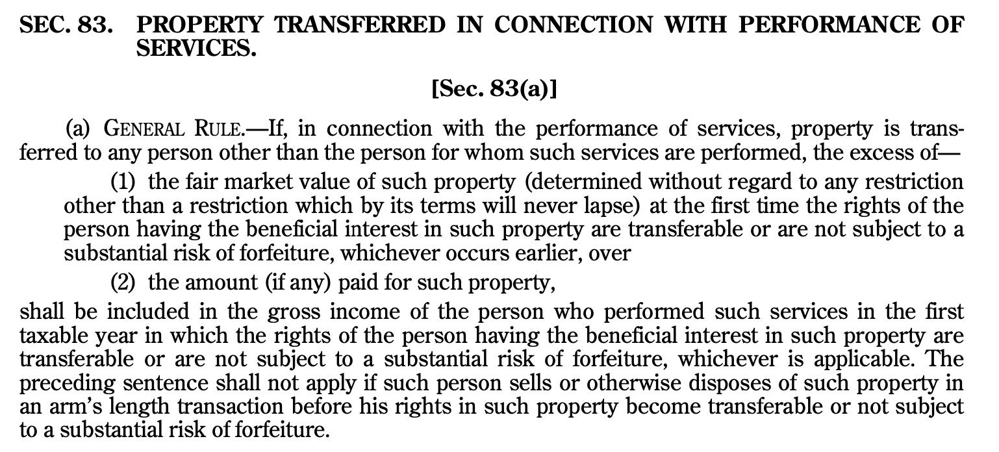 SEC. 83. PROPERTY TRANSFERRED IN CONNECTION WITH PERFORMANCE OF
SERVICES.
[Sec. 83(a)]
(a) GENERAL RULE.—If, in connection with the performance of services, property is trans-
ferred to any person other than the person for whom such services are performed, the excess of—
(1) the fair market value of such property (determined without regard to any restriction
other than a restriction which by its terms will never lapse) at the first time the rights of the
person having the beneficial interest in such property are transferable or are not subject to a
substantial risk of forfeiture, whichever occurs earlier, over
(2) the amount (if any) paid for such property,
shall be included in the gross income of the person who performed such services in the first
taxable year in which the rights of the person having the beneficial interest in such property are
transferable or are not subject to a substantial risk of forfeiture, whichever is applicable. The
preceding sentence shall not apply if such person sells or otherwise disposes of such property in
an arm's length transaction before his rights in such property become transferable or not subject
to a substantial risk of forfeiture.